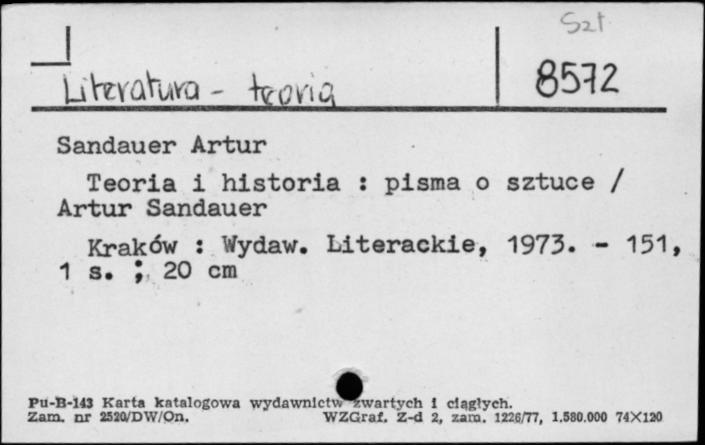 Szt
Literatura - teoria
8572
Sandauer Artur
Teoria i historia : pisma o sztuce /
Artur Sandauer
Kraków : Wydaw. Literackie, 1973. - 151,
1 s. ; 20 cm
Pu-B-143 Karta katalogowa wydawnictw zwartych i ciągłych.
Zam. nr 2520/DW/On. WZGraf. Z-d 2, zam. 1226/77, 1.580.000 74×120